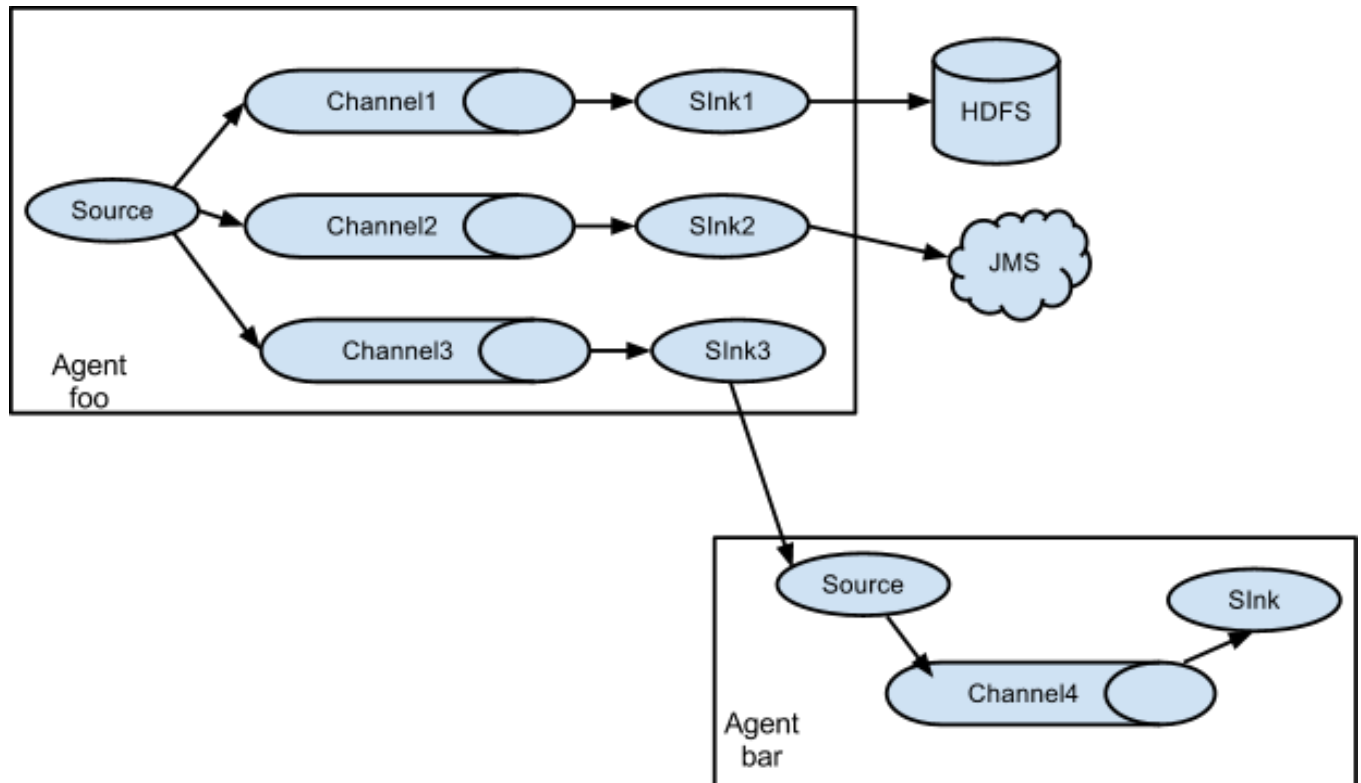 Channel1
SInk1
HDFS
Source
Channel2
SInk2
JMS
Channel3
SInk3
Agent
foo
Source
SInk
Channel4
Agent
bar